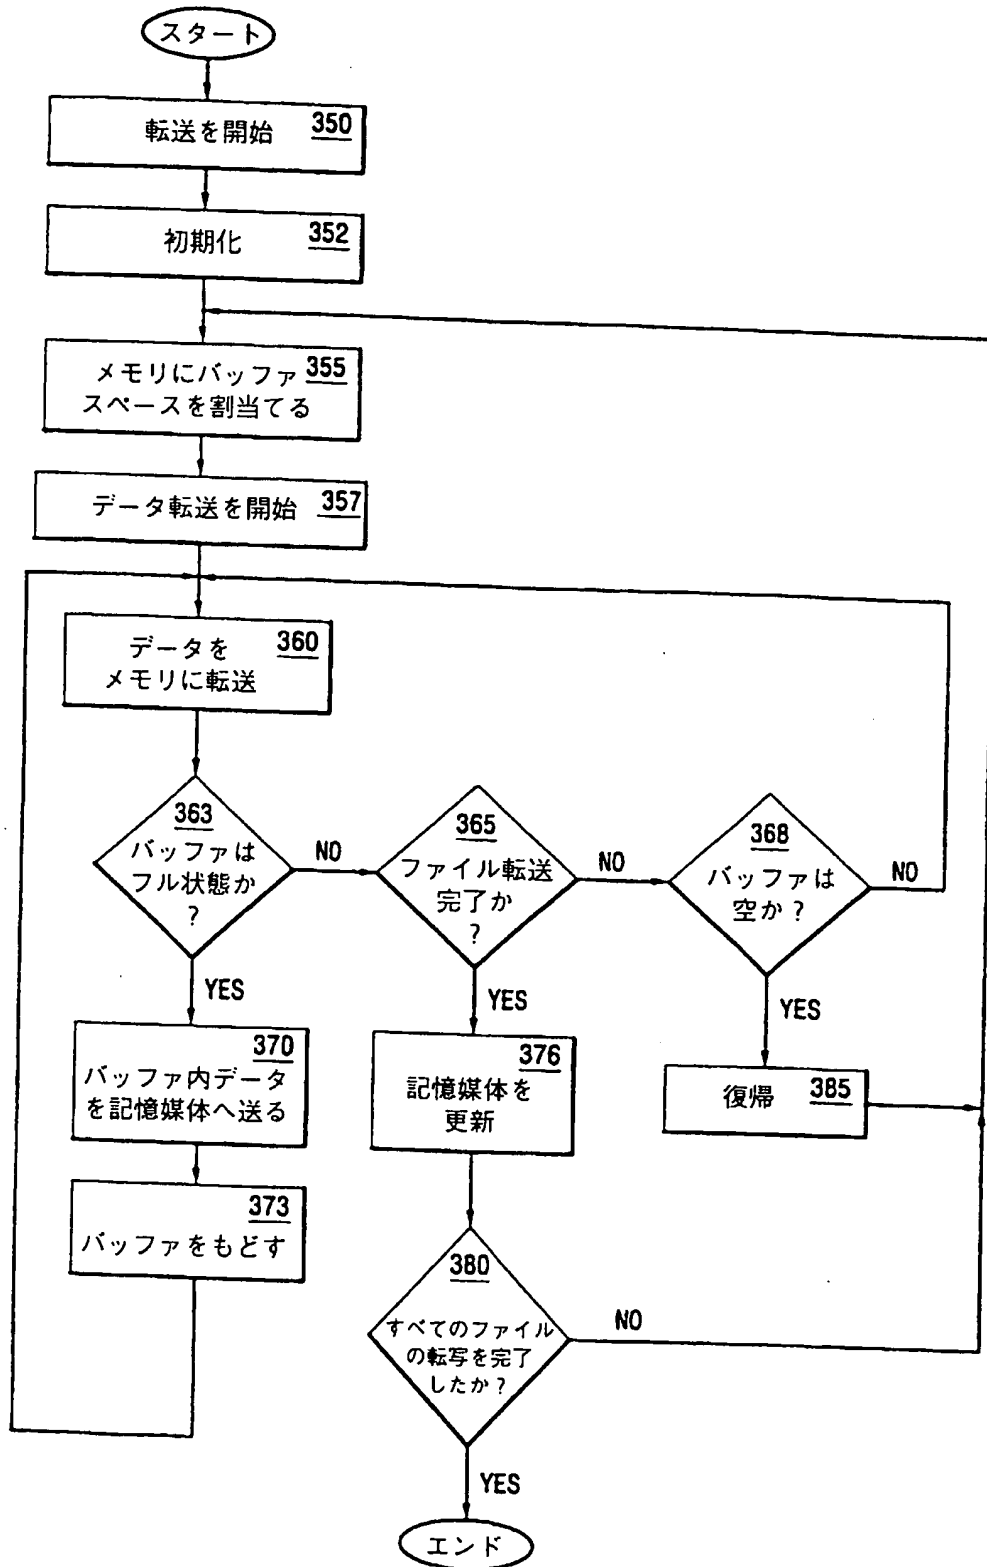 スタート
転送を開始 350
初期化 352
メモリにバッファ 355
スペースを割当てる
データ転送を開始 357
データを 360
メモリに転送
363
バッファは
フル状態か
?
NO
365
ファイル転送
完了か
?
NO
368
バッファは
空か?
NO
YES
YES
YES
370
バッファ内データ
を記憶媒体へ送る
376
記憶媒体を
更新
復帰 385
373
バッファをもどす
380
すべてのファイル
の転写を完了
したか?
NO
YES
エンド